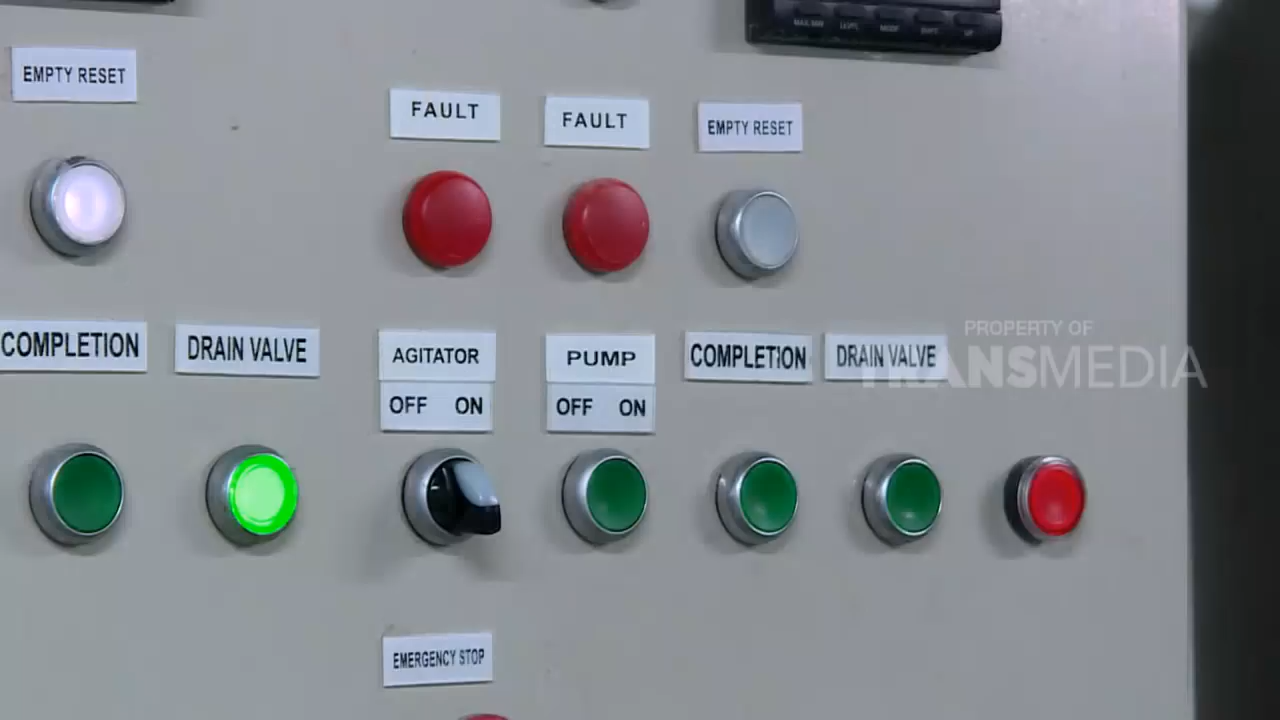 MODE
EMPTY RESET
FAULT
FAULT
EMPTY RESET
COMPLETION
DRAIN VALVE
AGITATOR
OFF ON
PUMP
OFF ON
COMPLETION
DRAIN VALVE
PROPERTY OF
TRANSMEDIA
EMERGENCY STOP